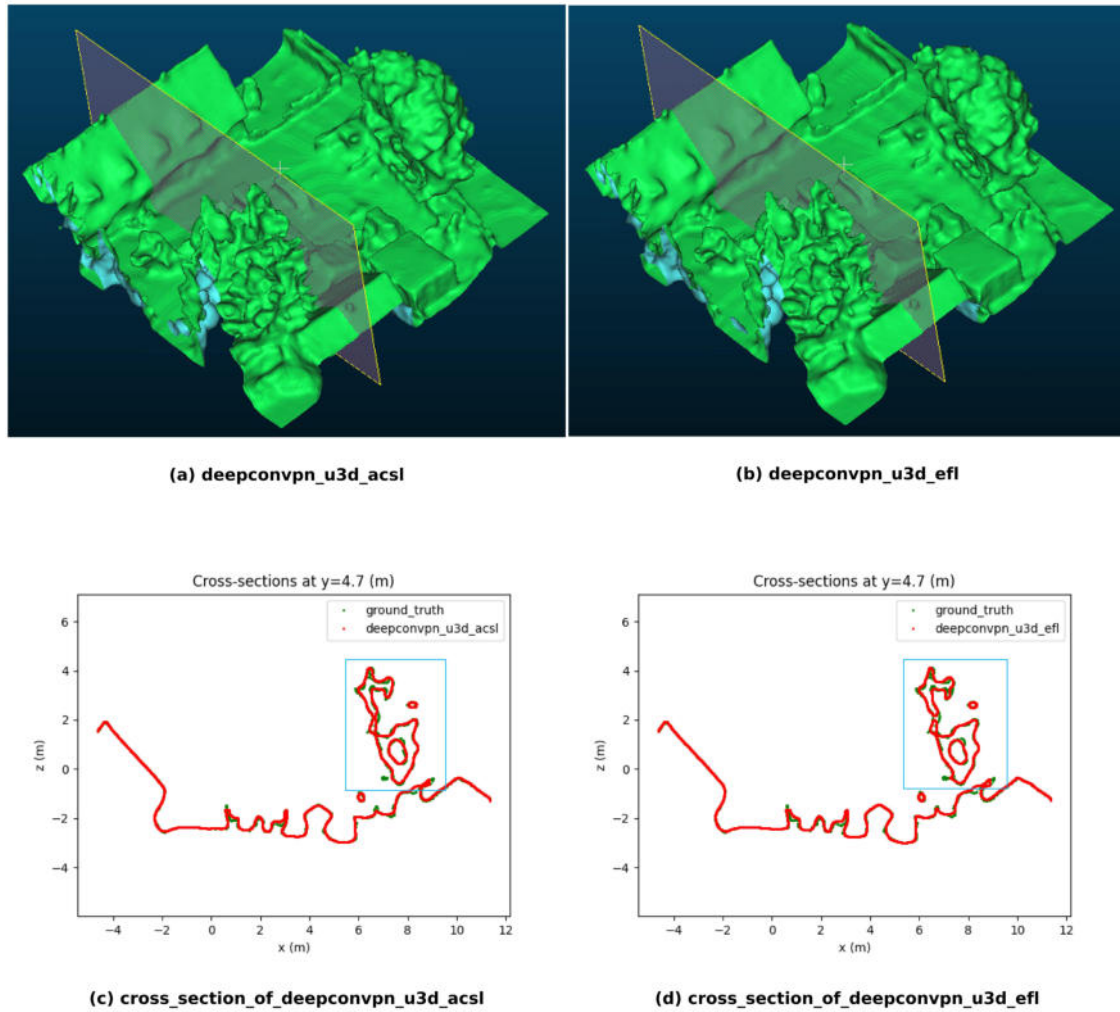 (a) deepconvpn_u3d_acsl
(b) deepconvpn_u3d_efl
Cross-sections at y=4.7 (m)
ground_truth
deepconvpn_u3d_acsl
6
4
2
0
−2
−4
z (m)
−4
−2
0
2
4
6
8
10
12
x (m)
(c) cross_section_of_deepconvpn_u3d_acsl
Cross-sections at y=4.7 (m)
ground_truth
deepconvpn_u3d_efl
6
4
2
0
−2
−4
z (m)
−4
−2
0
2
4
6
8
10
12
x (m)
(d) cross_section_of_deepconvpn_u3d_efl